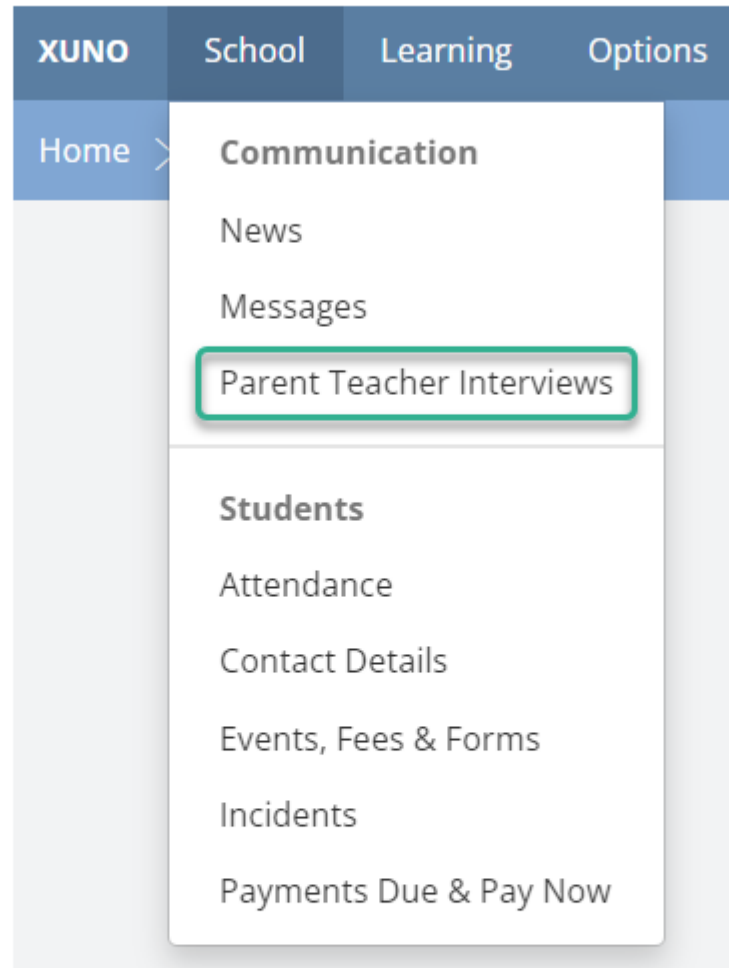 XUNO School Learning Options
Home
Communication
News
Messages
Parent Teacher Interviews
Students
Attendance
Contact Details
Events, Fees & Forms
Incidents
Payments Due & Pay Now